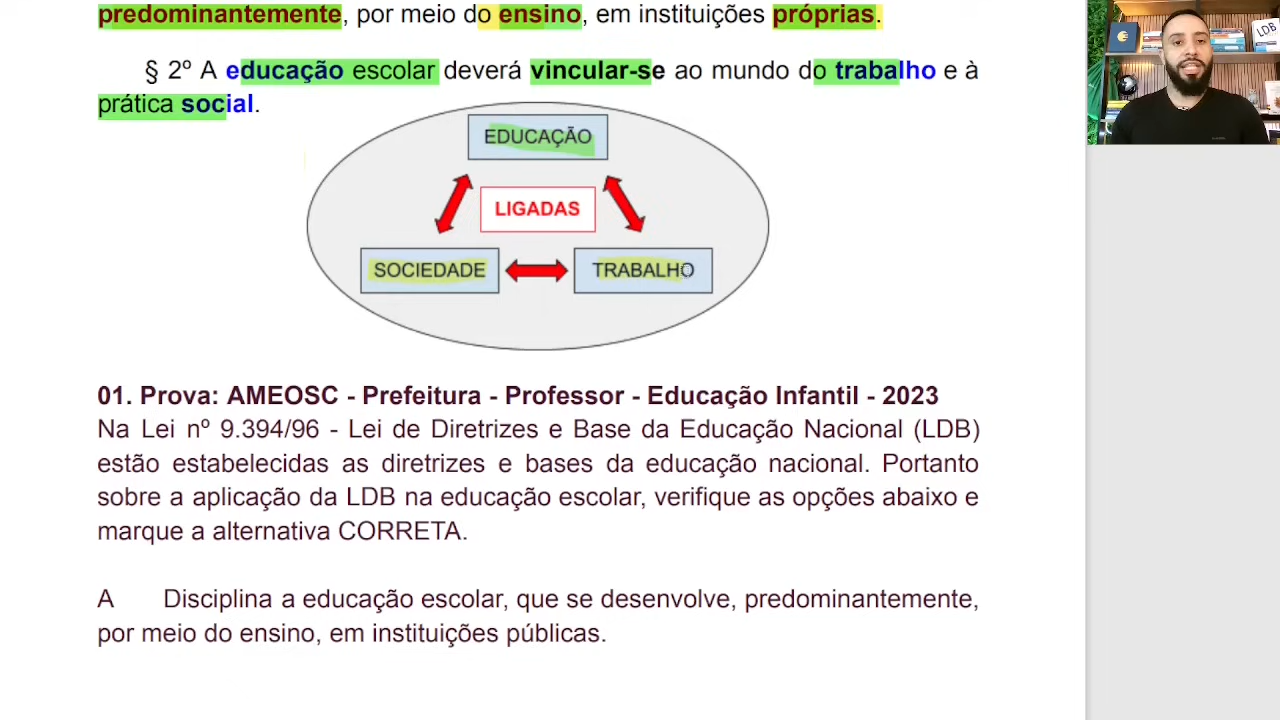 predominantemente, por meio do ensino, em instituições próprias.
§ 2º A educação escolar deverá vincular-se ao mundo do trabalho e à
prática social.
EDUCAÇÃO
LIGADAS
SOCIEDADE
TRABALHO
01. Prova: AMEOSC - Prefeitura - Professor - Educação Infantil - 2023
Na Lei nº 9.394/96 - Lei de Diretrizes e Base da Educação Nacional (LDB)
estão estabelecidas as diretrizes e bases da educação nacional. Portanto
sobre a aplicação da LDB na educação escolar, verifique as opções abaixo e
marque a alternativa CORRETA.
A Disciplina a educação escolar, que se desenvolve, predominantemente,
por meio do ensino, em instituições públicas.
LDB